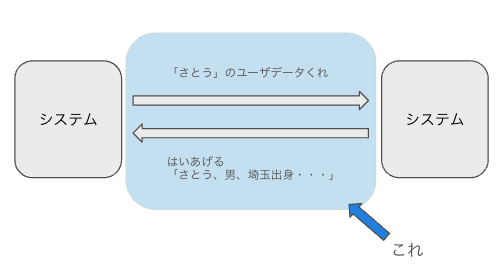 「さとう」のユーザデータくれ
システム
システム
はいあげる
「さとう、男、埼玉出身・・・」
これ